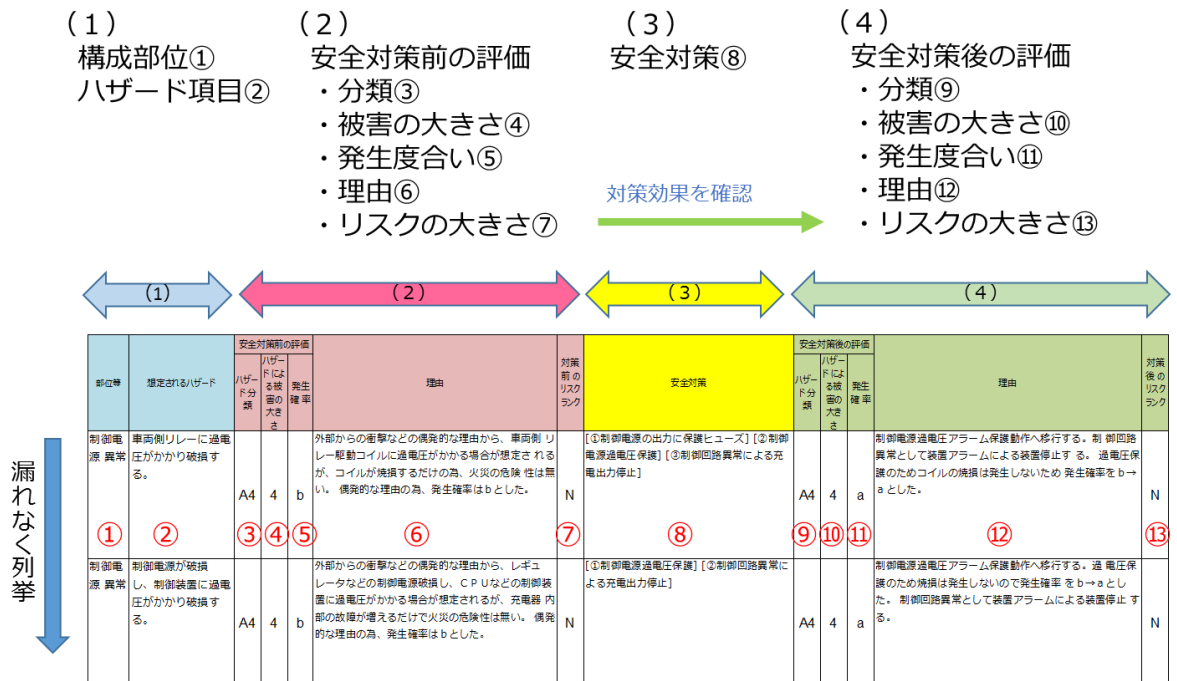 （１）
構成部位①
ハザード項目②
（２）
安全対策前の評価
・分類③
・被害の大きさ④
・発生度合い⑤
・理由⑥
・リスクの大きさ⑦
（３）
安全対策⑧
対策効果を確認
（４）
安全対策後の評価
・分類⑨
・被害の大きさ⑩
・発生度合い⑪
・理由⑫
・リスクの大きさ⑬
（1）
（２）
（３）
（４）
漏れなく列挙
部位等
想定されるハザード
安全対策前の評価
ハザー
ド分
類
ハザー
ドによ
る被
害の
大き
さ
発生
確率
理由
対策
前の
リスク
ランク
安全対策
安全対策後の評価
ハザー
ド分
類
ハザー
ドによ
る被
害の
大き
さ
発生
確率
理由
対策
後の
リスク
ランク
制御電
源 異常
①
車両側リレーに過電
圧がかかり破損す
る。
②
A4
③
4
④
b
⑤
外部からの衝撃などの偶発的な理由から、車両側 リ
レー駆動コイルに過電圧がかかる場合が想定され る
が、コイルが焼損するだけの為、火災の危険 性は無
い。 偶発的な理由の為、発生確率はｂとした。
⑥
N
⑦
[①制御電源の出力に保護ヒューズ] [②制御
電源過電圧保護] [③制御回路異常による充
電出力停止]
⑧
A4
⑨
4
⑩
a
⑪
制御電源過電圧アラーム保護動作へ移行する。制 御回路
異常として装置アラームによる装置停止す る。 過電圧保
護のためコイルの焼損は発生しないため 発生確率をｂ→
ａとした。
⑫
N
⑬
制御電
源 異常
制御電源が破損
し、制御装置に過電
圧がかかり破損す
る。
A4
4
b
外部からの衝撃などの偶発的な理由から、レギュ
レータなどの制御電源破損し、ＣＰＵなどの制御装
置に過電圧がかかる場合が想定されるが、充電器 内
部の故障が増えるだけで火災の危険性は無い。 偶発
的な理由の為、発生確率はｂとした。
N
[①制御電源過電圧保護] [②制御回路異常に
よる充電出力停止]
A4
4
a
制御電源過電圧アラーム保護動作へ移行する。過 電圧保
護のため焼損は発生しないので発生確率 をｂ→ａとし
た。 制御回路異常として装置アラームによる装置停止 す
る。
N